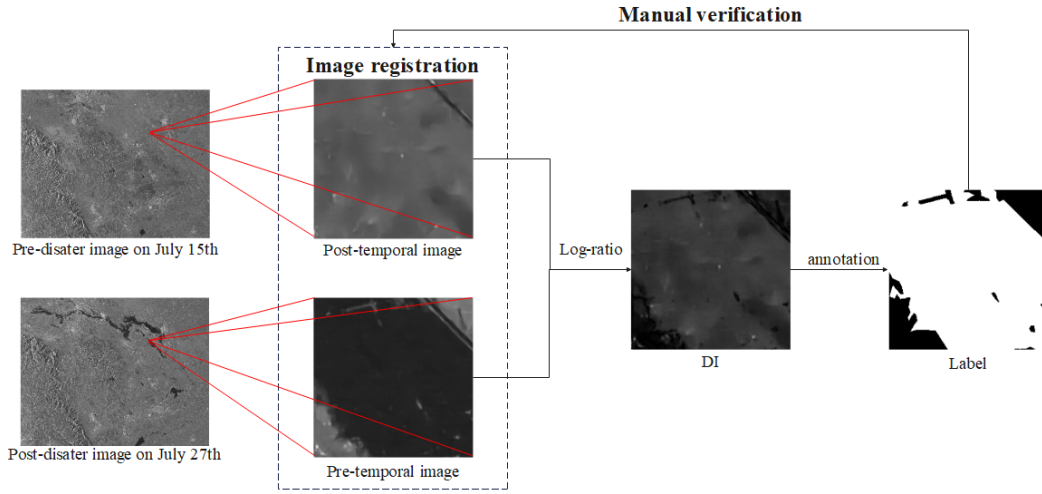 Manual verification
Image registration
Pre-disater image on July 15th
Post-temporal image
Log-ratio
annotation
DI
Label
Post-disater image on July 27th
Pre-temporal image